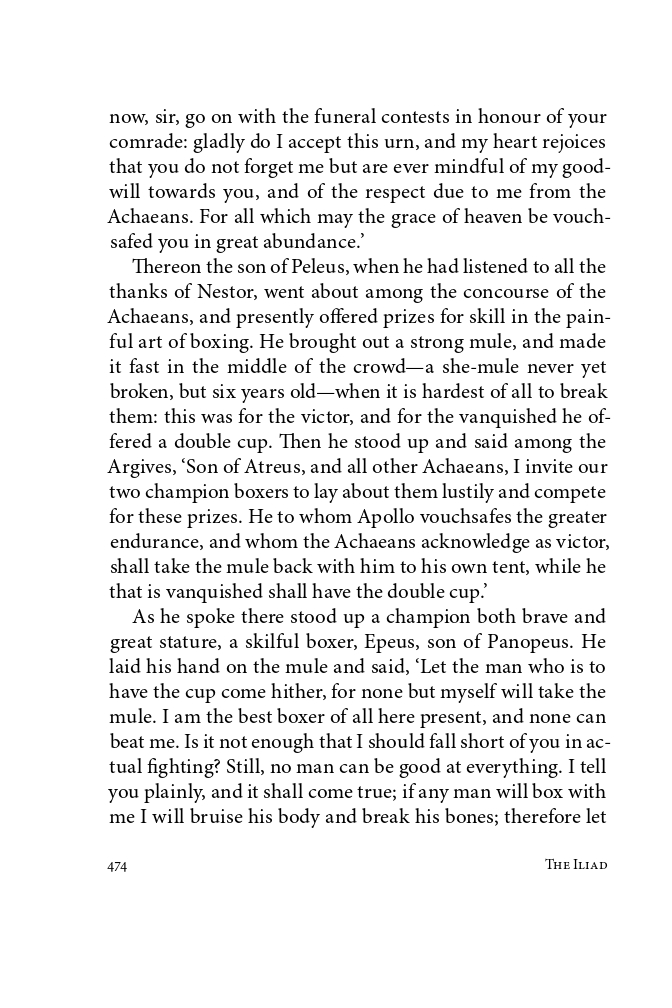 now, sir, go on with the funeral contests in honour of your
comrade: gladly do I accept this urn, and my heart rejoices
that you do not forget me but are ever mindful of my good-
will towards you, and of the respect due to me from the
Achaeans. For all which may the grace of heaven be vouch-
safed you in great abundance.’
Thereon the son of Peleus, when he had listened to all the
thanks of Nestor, went about among the concourse of the
Achaeans, and presently offered prizes for skill in the pain-
ful art of boxing. He brought out a strong mule, and made
it fast in the middle of the crowd—a she-mule never yet
broken, but six years old—when it is hardest of all to break
them: this was for the victor, and for the vanquished he of-
fered a double cup. Then he stood up and said among the
Argives, ‘Son of Atreus, and all other Achaeans, I invite our
two champion boxers to lay about them lustily and compete
for these prizes. He to whom Apollo vouchsafes the greater
endurance, and whom the Achaeans acknowledge as victor,
shall take the mule back with him to his own tent, while he
that is vanquished shall have the double cup.’
As he spoke there stood up a champion both brave and
great stature, a skilful boxer, Epeus, son of Panopeus. He
laid his hand on the mule and said, ‘Let the man who is to
have the cup come hither, for none but myself will take the
mule. I am the best boxer of all here present, and none can
beat me. Is it not enough that I should fall short of you in ac-
tual fighting? Still, no man can be good at everything. I tell
you plainly, and it shall come true; if any man will box with
me I will bruise his body and break his bones; therefore let
474 The Iliad